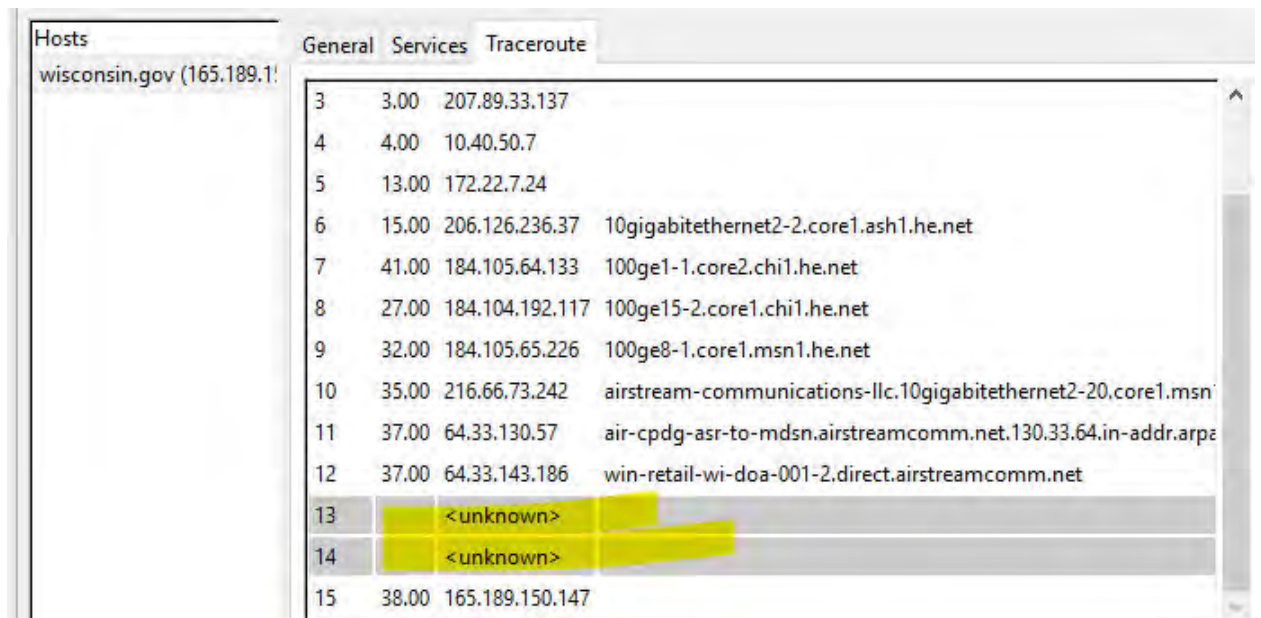 Hosts
wisconsin.gov (165.189.1
General Services Traceroute
3 3.00 207.89.33.137
4 4.00 10.40.50.7
5 13.00 172.22.7.24
6 15.00 206.126.236.37 10gigabitethernet2-2.core1.ash1.he.net
7 41.00 184.105.64.133 100ge1-1.core2.chi1.he.net
8 27.00 184.104.192.117 100ge15-2.core1.chi1.he.net
9 32.00 184.105.65.226 100ge8-1.core1.msn1.he.net
10 35.00 216.66.73.242 airstream-communications-llc.10gigabitethernet2-20.core1.msn
11 37.00 64.33.130.57 air-cpdg-asr-to-mdsn.airstreamcomm.net.130.33.64.in-addr.arpa
12 37.00 64.33.143.186 win-retail-wi-doa-001-2.direct.airstreamcomm.net
13 <unknown>
14 <unknown>
15 38.00 165.189.150.147